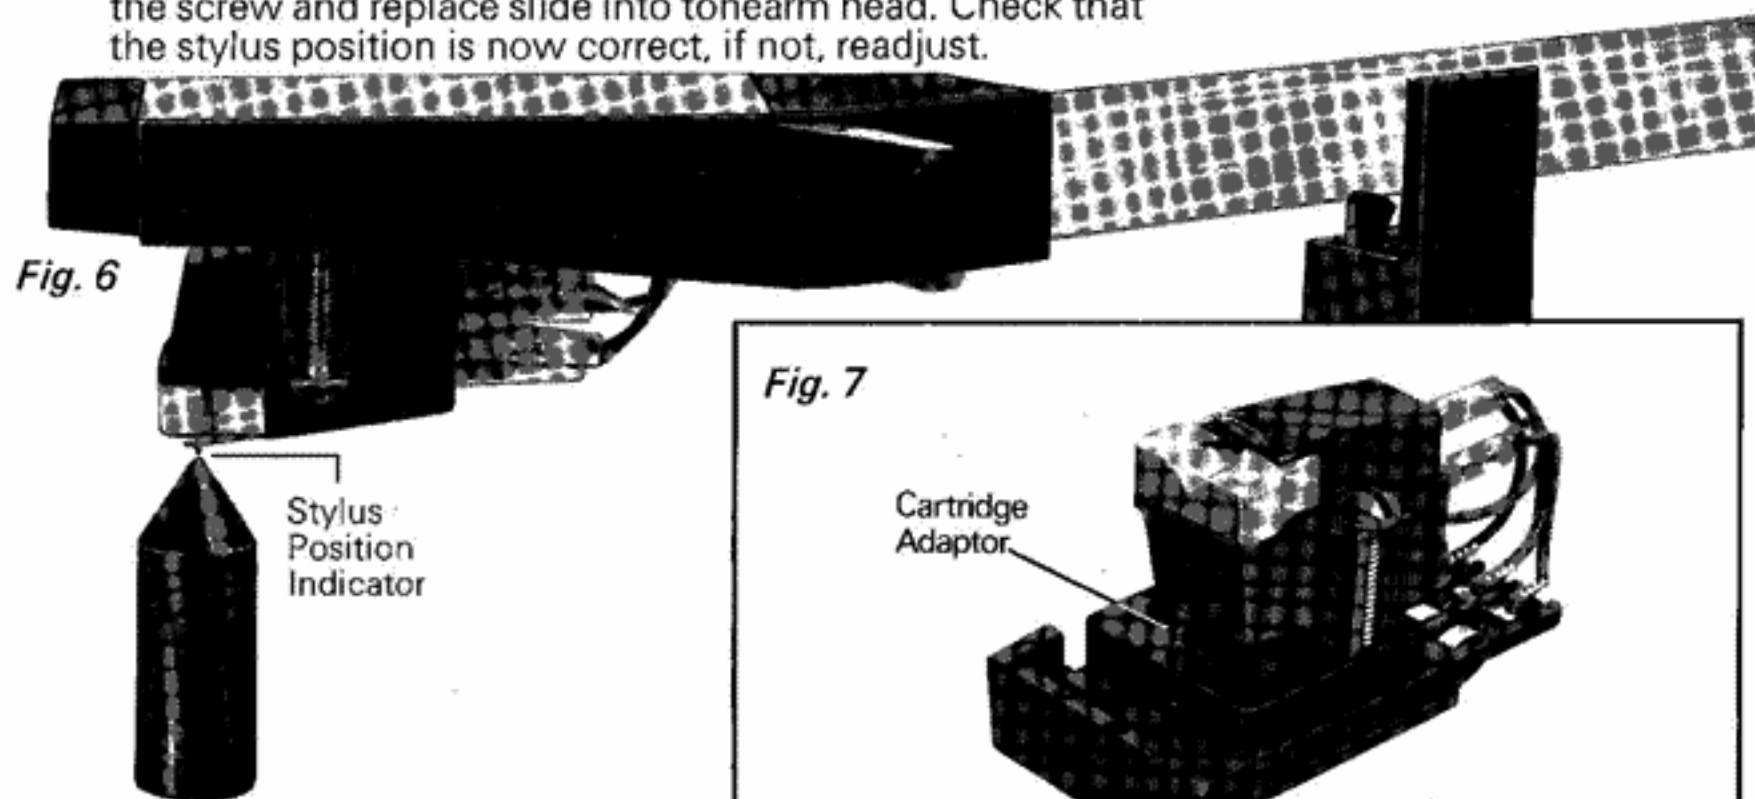 the screw and replace slide into tonearm head. Check that
the stylus position is now correct, if not, readjust.
Fig. 6
Stylus
Position
Indicator
Fig. 7
Cartridge
Adaptor